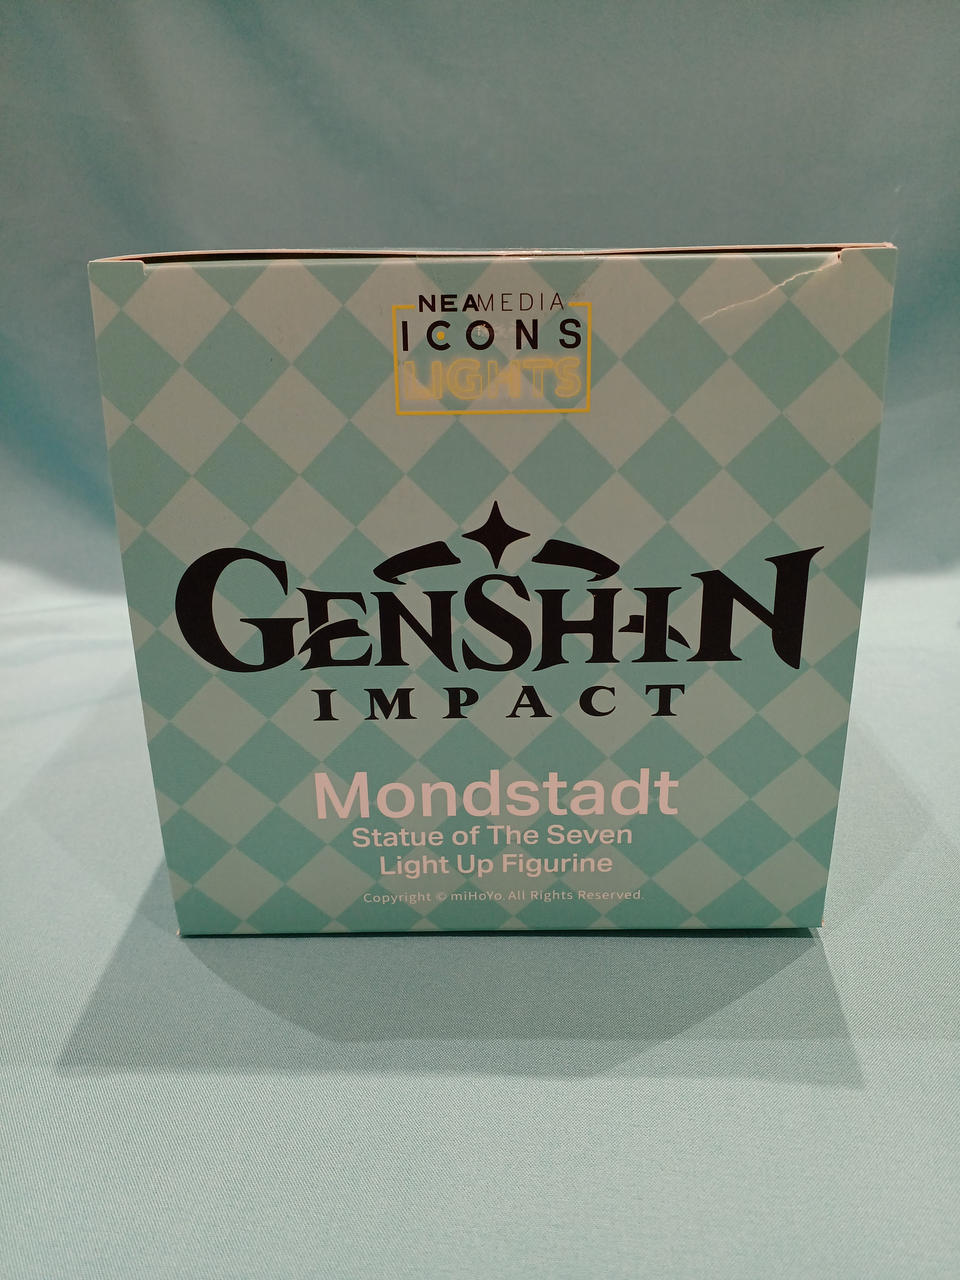 NEAMEDIA
ICONS
LIGHTS
GENSHIN
IMPACT
Mondstadt
Statue of The Seven
Light Up Figurine
Copyright © miHoYo. All Rights Reserved.